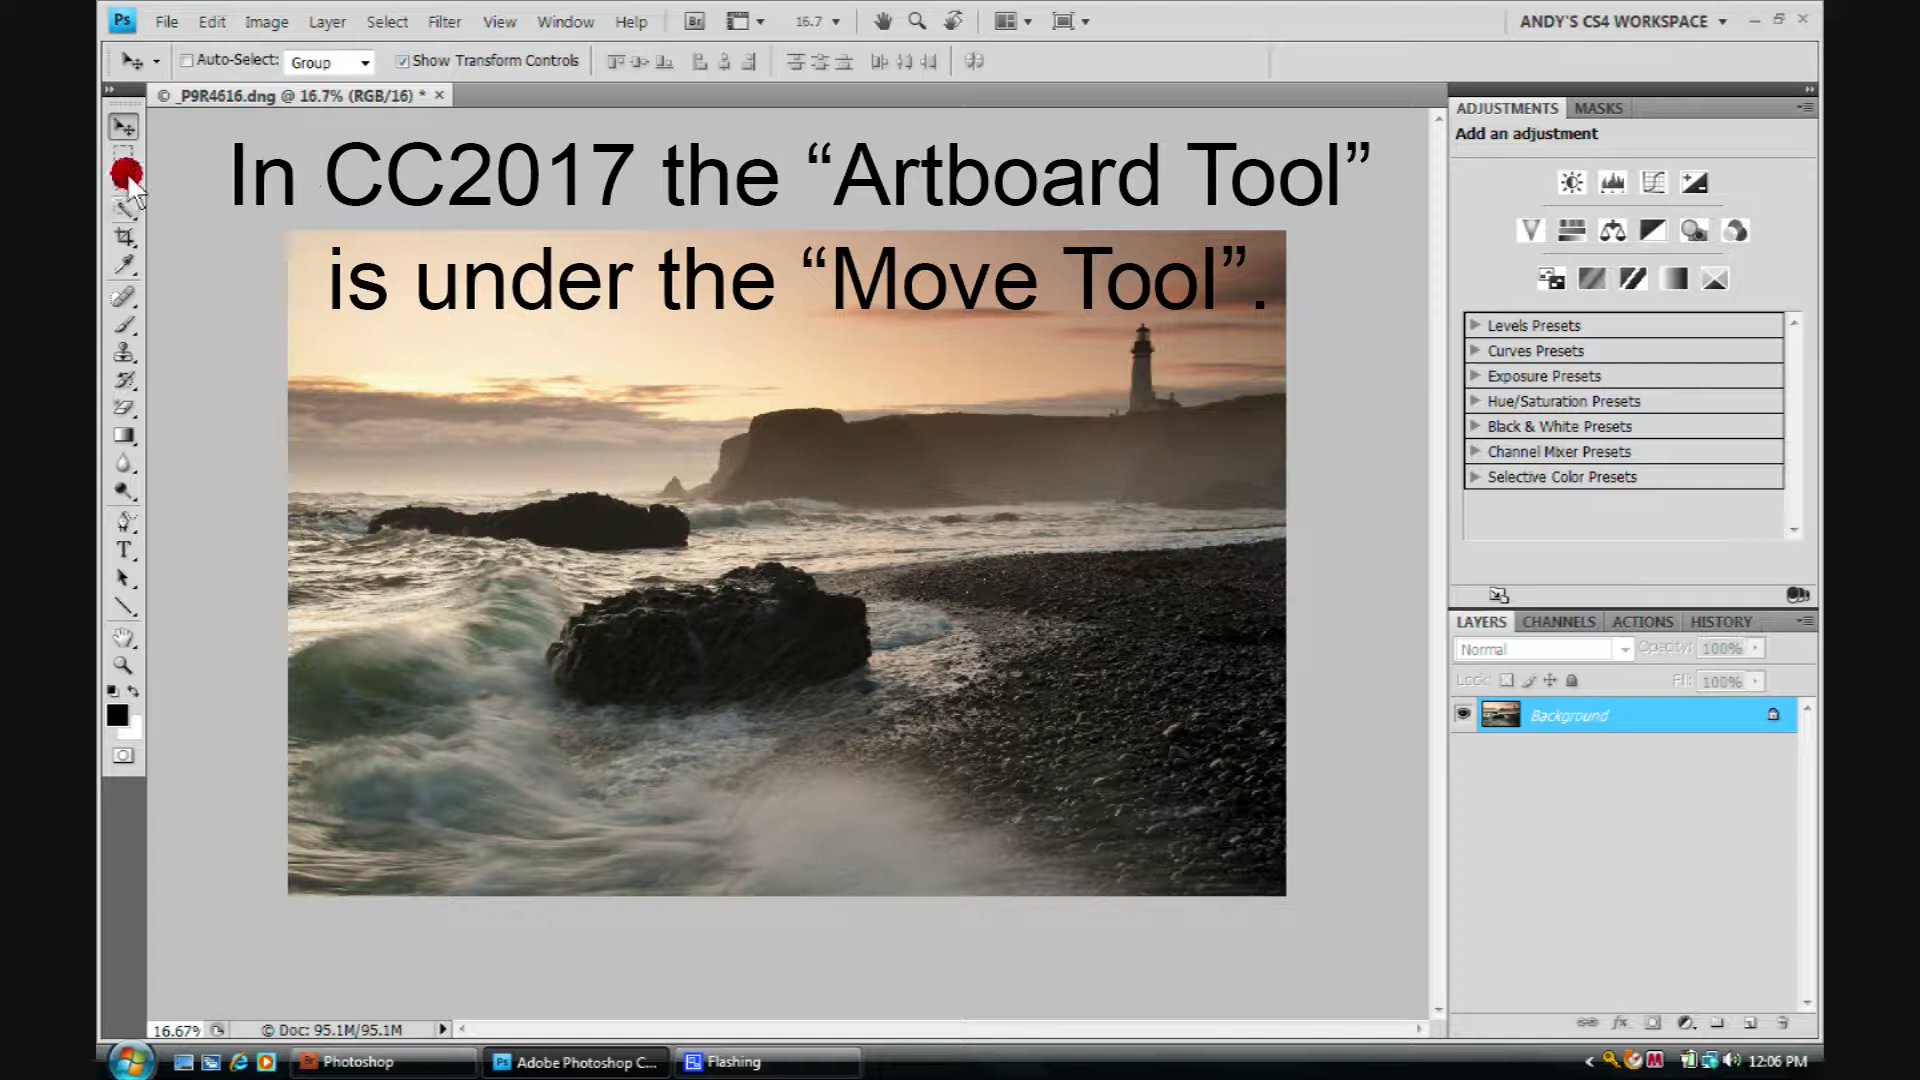 Ps File Edit Image Layer Select Filter View Window Help Br 16.7 ANDY'S CS4 WORKSPACE
Auto-Select: Group Show Transform Controls
© _P9R4616.dng @ 16.7% (RGB/16) *
ADJUSTMENTS MASKS
Add an adjustment
In CC2017 the “Artboard Tool”
is under the “Move Tool”.
Levels Presets
Curves Presets
Exposure Presets
Hue/Saturation Presets
Black & White Presets
Channel Mixer Presets
Selective Color Presets
LAYERS CHANNELS ACTIONS HISTORY
Normal Opacity: 100%
Lock: Fill: 100%
Background
16.67% © Doc: 95.1M/95.1M
Br Photoshop Ps Adobe Photoshop C... Flashing 12:06 PM